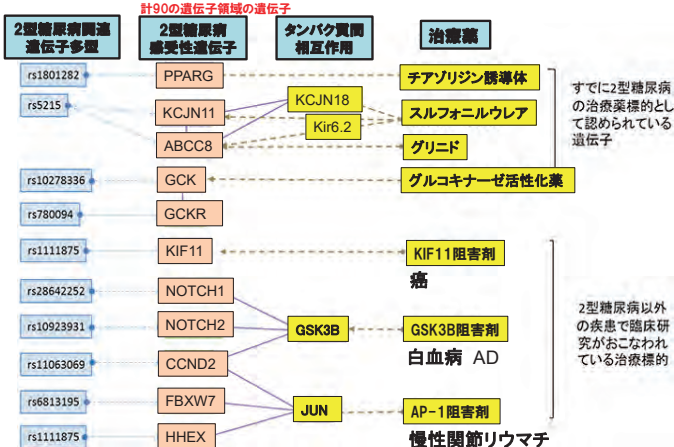 計90の遺伝子領域の遺伝子
2型糖尿病関連
遺伝子多型
2型糖尿病
感受性遺伝子
タンパク質間
相互作用
治療薬
rs1801282
PPARG
チアゾリジン誘導体
rs5215
KCJN11
KCJN18
スルフォニルウレア
Kir6.2
ABCC8
グリニド
rs10278336
GCK
グルコキナーゼ活性化薬
rs780094
GCKR
すでに2型糖尿病
の治療薬標的とし
て認められている
遺伝子
rs1111875
KIF11
KIF11阻害剤
癌
rs28642252
NOTCH1
rs10923931
NOTCH2
GSK3B
GSK3B阻害剤
白血病 AD
rs11063069
CCND2
rs6813195
FBXW7
JUN
AP-1阻害剤
慢性関節リウマチ
rs1111875
HHEX
2型糖尿病以外
の疾患で臨床研
究がおこなわれ
ている治療標的